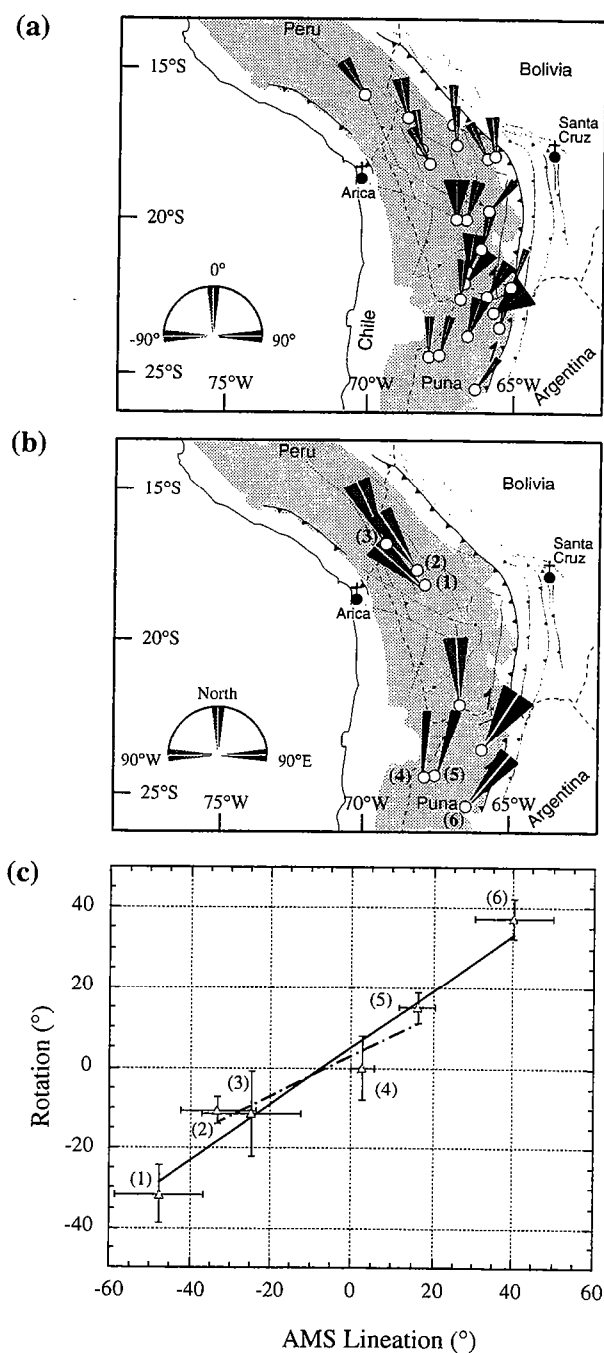 (a)
Peru
15°S
Bolivia
Santa
Cruz
Arica
20°S
0°
-90°
90°
Chile
Puna
Argentina
25°S
75°W
70°W
65°W
(b)
Peru
15°S
Bolivia
(3)
(2)
(1)
Santa
Cruz
Arica
20°S
North
90°W
90°E
(4)
(5)
Puna
(6)
Argentina
25°S
75°W
70°W
65°W
(c)
40
(6)
20
(5)
0
(4)
(3)
(2)
-20
(1)
-40
Rotation (°)
-60
-40
-20
0
20
40
60
AMS Lineation (°)